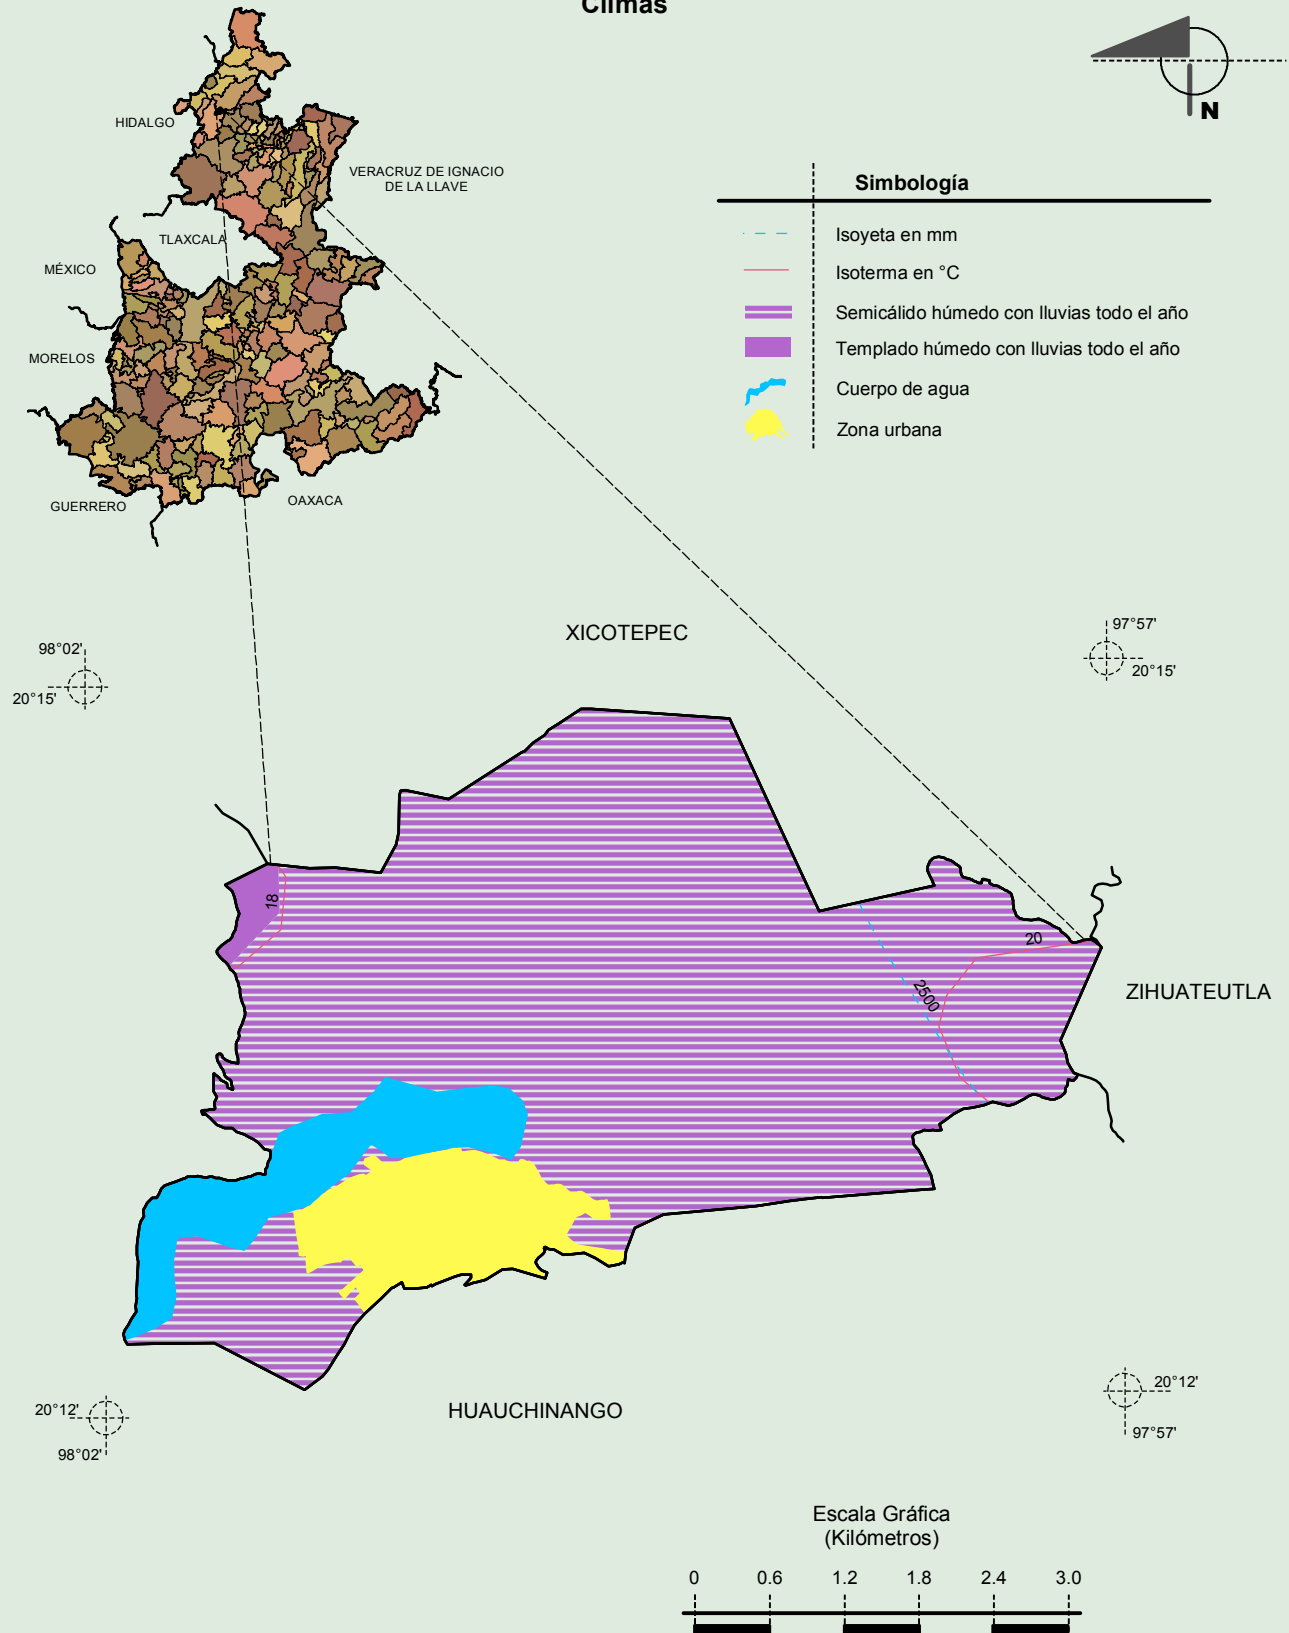 Climas
N
HIDALGO
VERACRUZ DE IGNACIO
DE LA LLAVE
TLAXCALA
MÉXICO
MORELOS
GUERRERO
OAXACA
Simbología
Isoyeta en mm
Isoterma en °C
Semicálido húmedo con lluvias todo el año
Templado húmedo con lluvias todo el año
Cuerpo de agua
Zona urbana
XICOTEPEC
98°02'
20°15'
97°57'
20°15'
18
20
2500
ZIHUATEUTLA
HUAUCHINANGO
20°12'
98°02'
20°12'
97°57'
Escala Gráfica
(Kilómetros)
0 0.6 1.2 1.8 2.4 3.0